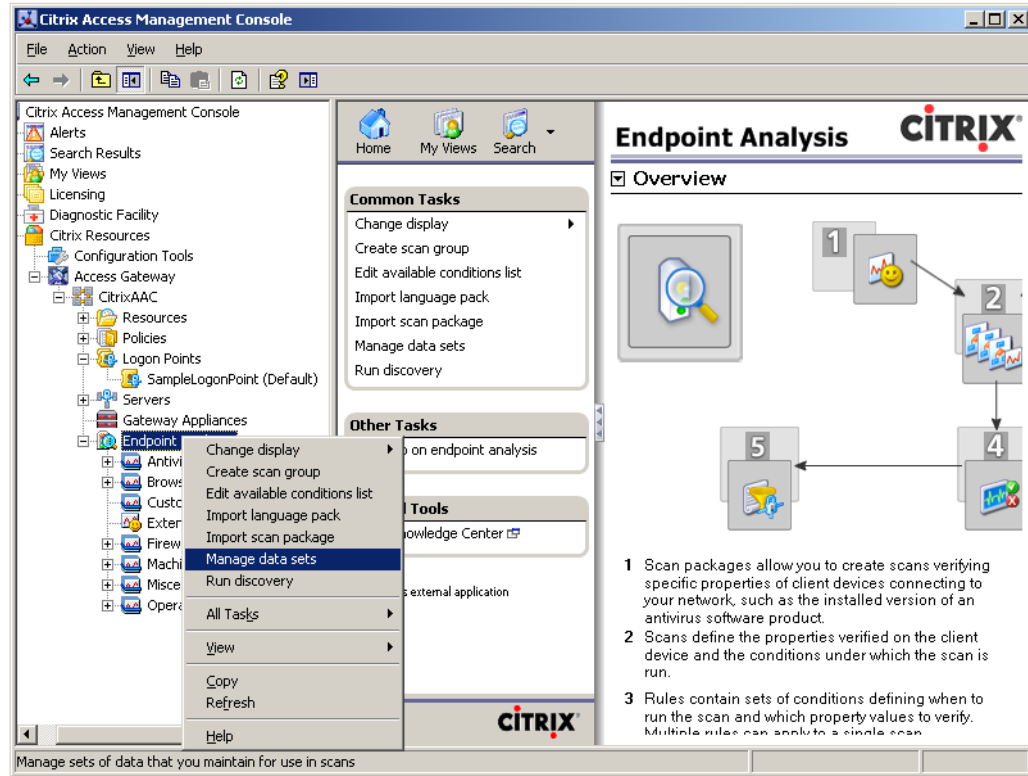 Citrix Access Management Console
File Action View Help
Citrix Access Management Console
Alerts
Search Results
My Views
Licensing
Diagnostic Facility
Citrix Resources
Configuration Tools
Access Gateway
CitrixAAC
Resources
Policies
Logon Points
SampleLogonPoint (Default)
Servers
Gateway Appliances
Endpoint
Antivi
Brows
Custo
Exter
Firew
Machi
Misce
Opera
Change display
Create scan group
Edit available conditions list
Import language pack
Import scan package
Manage data sets
Run discovery
All Tasks
View
Copy
Refresh
Help
Home My Views Search
Common Tasks
Change display
Create scan group
Edit available conditions list
Import language pack
Import scan package
Manage data sets
Run discovery
Other Tasks
on endpoint analysis
Tools
owledge Center
s external application
CITRIX
Endpoint Analysis CITRIX
Overview
1
2
4
5
1 Scan packages allow you to create scans verifying
specific properties of client devices connecting to
your network, such as the installed version of an
antivirus software product.
2 Scans define the properties verified on the client
device and the conditions under which the scan is
run.
3 Rules contain sets of conditions defining when to
run the scan and which property values to verify.
Multiple rules can apply to a single scan
Manage sets of data that you maintain for use in scans